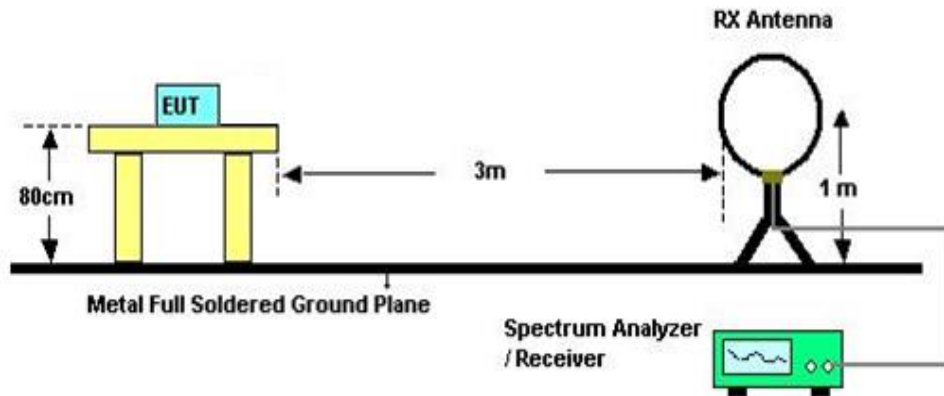 RX Antenna
EUT
80cm
3m
1 m
Metal Full Soldered Ground Plane
Spectrum Analyzer
/ Receiver